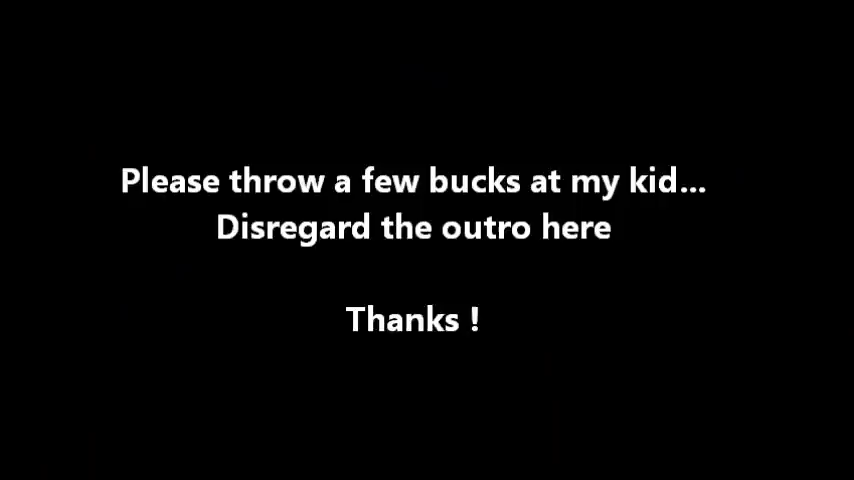 Please throw a few bucks at my kid...
Disregard the outro here
Thanks !